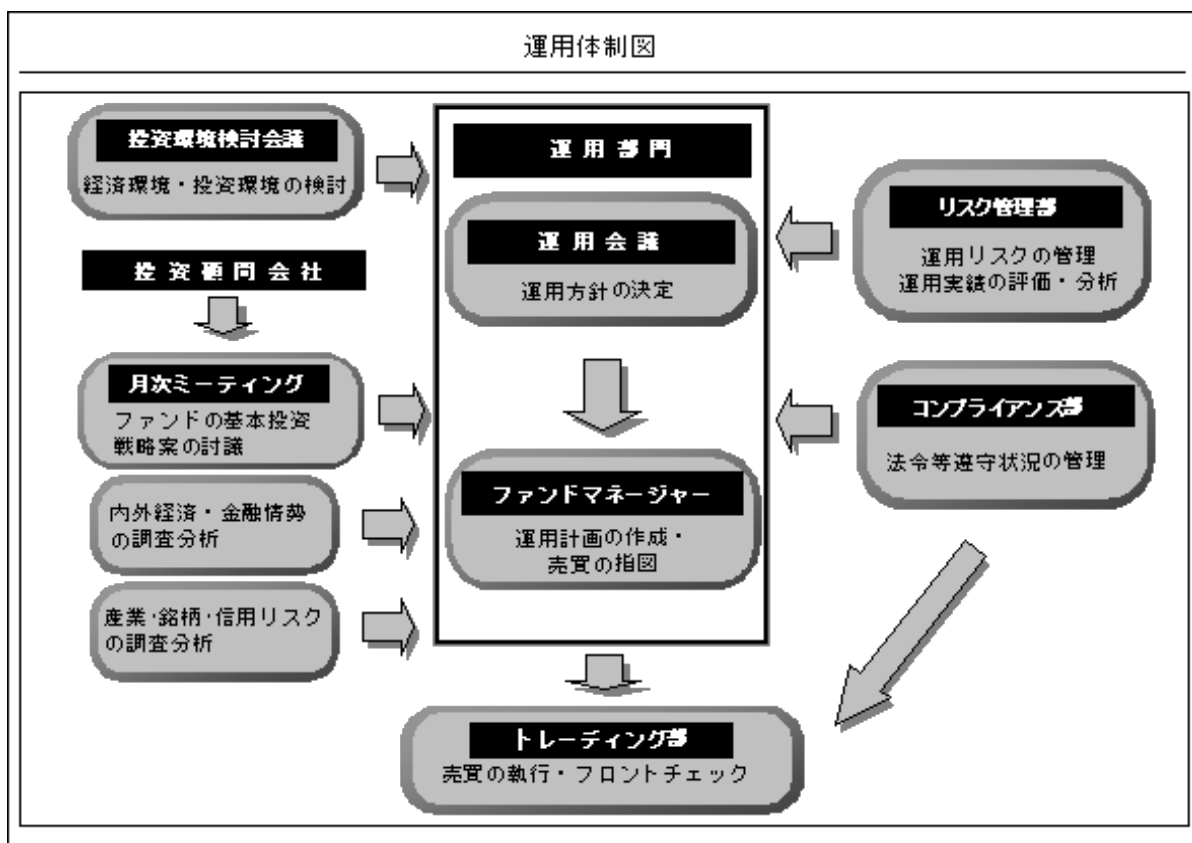 運用体制図
投資環境検討会議
経済環境・投資環境の検討
投資顧問会社
月次ミーティング
ファンドの基本投資
戦略案の討議
内外経済・金融情勢
の調査分析
産業・銘柄・信用リスク
の調査分析
運用部門
運用会議
運用方針の決定
ファンドマネージャー
運用計画の作成・
売買の指図
リスク管理部
運用リスクの管理
運用実績の評価・分析
コンプライアンス部
法令等遵守状況の管理
トレーディング部
売買の執行・フロントチェック